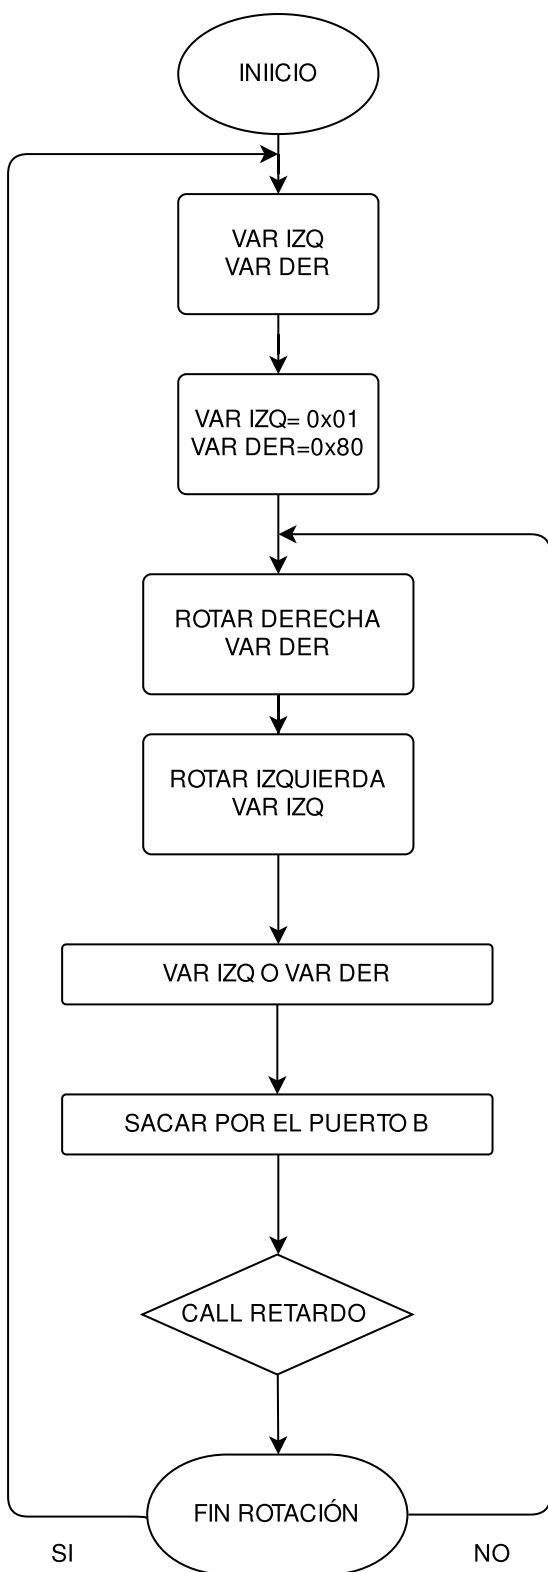 INIICIO
VAR IZQ
VAR DER
VAR IZQ= 0x01
VAR DER=0x80
ROTAR DERECHA
VAR DER
ROTAR IZQUIERDA
VAR IZQ
VAR IZQ O VAR DER
SACAR POR EL PUERTO B
CALL RETARDO
FIN ROTACIÓN
SI
NO